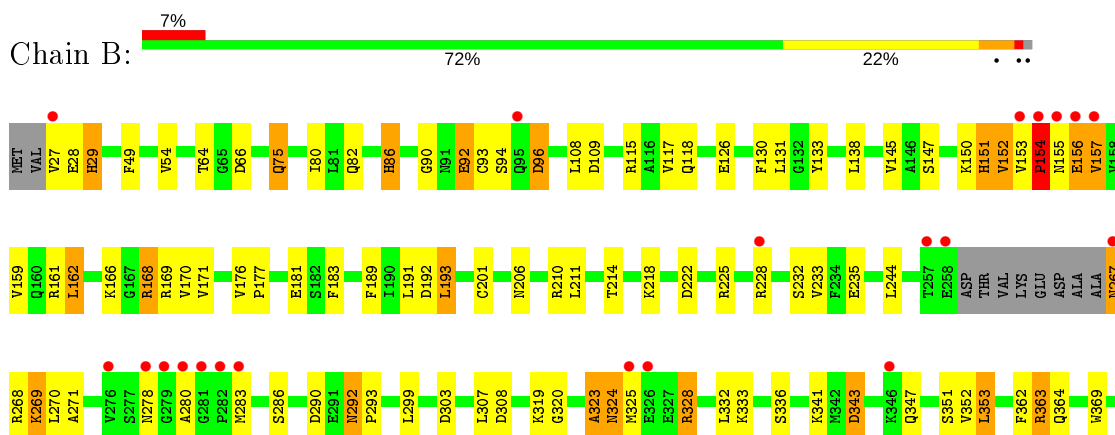 7%
Chain B: 72% 22% • ••
MET VAL V27 E28 H29 F49 V54 T64 G65 D66 Q75 I80 L81 Q82 H86 G90 N91 E92 C93 S94 Q95 D96 L108 D109 R115 A116 V117 Q118 E126 F130 L131 G132 Y133 L138 V145 A146 S147 K150 H151 V152 V153 P154 N155 E156 V157 V158
V159 Q160 R161 L162 K166 G167 R168 R169 V170 V171 V176 P177 E181 S182 F183 F189 I190 L191 D192 L193 C201 N206 R210 L211 T214 K218 D222 R225 R228 S232 V233 F234 E235 L244 T257 E258 ASP THR VAL LYS GLU ASP ALA ALA N267
R268 K269 L270 A271 V276 S277 N278 G279 A280 G281 P282 M283 S286 D290 E291 N292 P293 L299 D303 L307 D308 K319 G320 A323 N324 M325 E326 E327 R328 L332 K333 S336 K341 M342 D343 K346 Q347 S351 V352 L353 F362 R363 Q364 W369